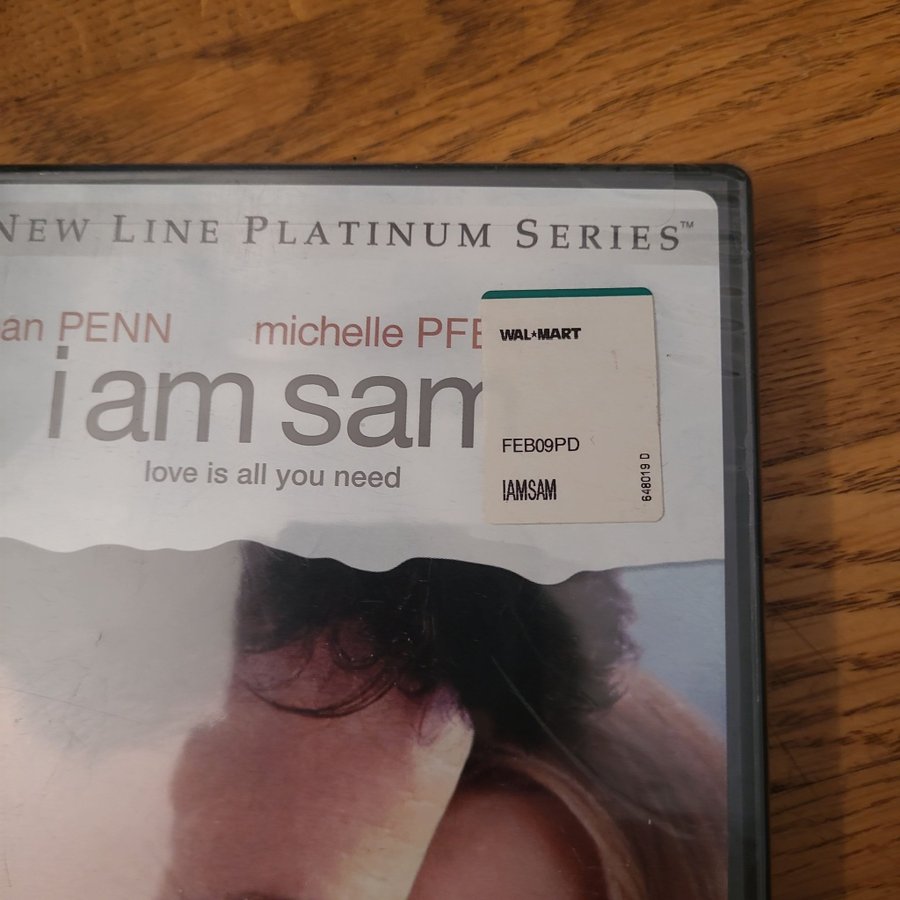 NEW LINE PLATINUM SERIES™
an PENN michelle PFE
i am sam
love is all you need
WAL★MART
FEB09PD
IAMSAM
648019 D